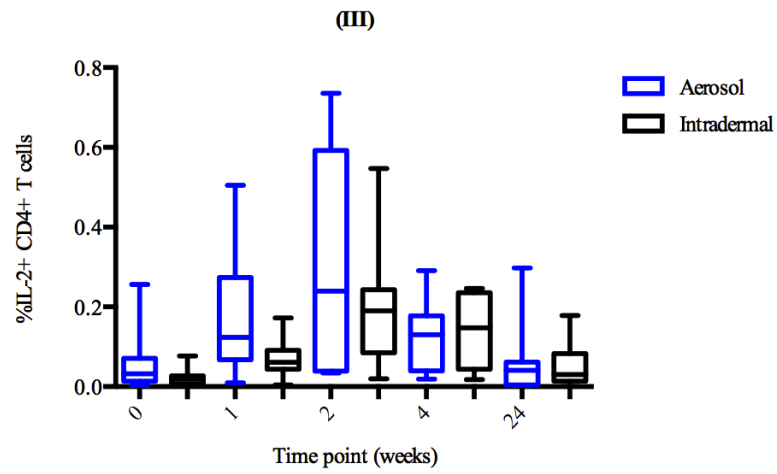 (III)
0.8
0.6
0.4
0.2
0.0
%IL-2+ CD4+ T cells
0 1 2 4 24
Time point (weeks)
Aerosol
Intradermal